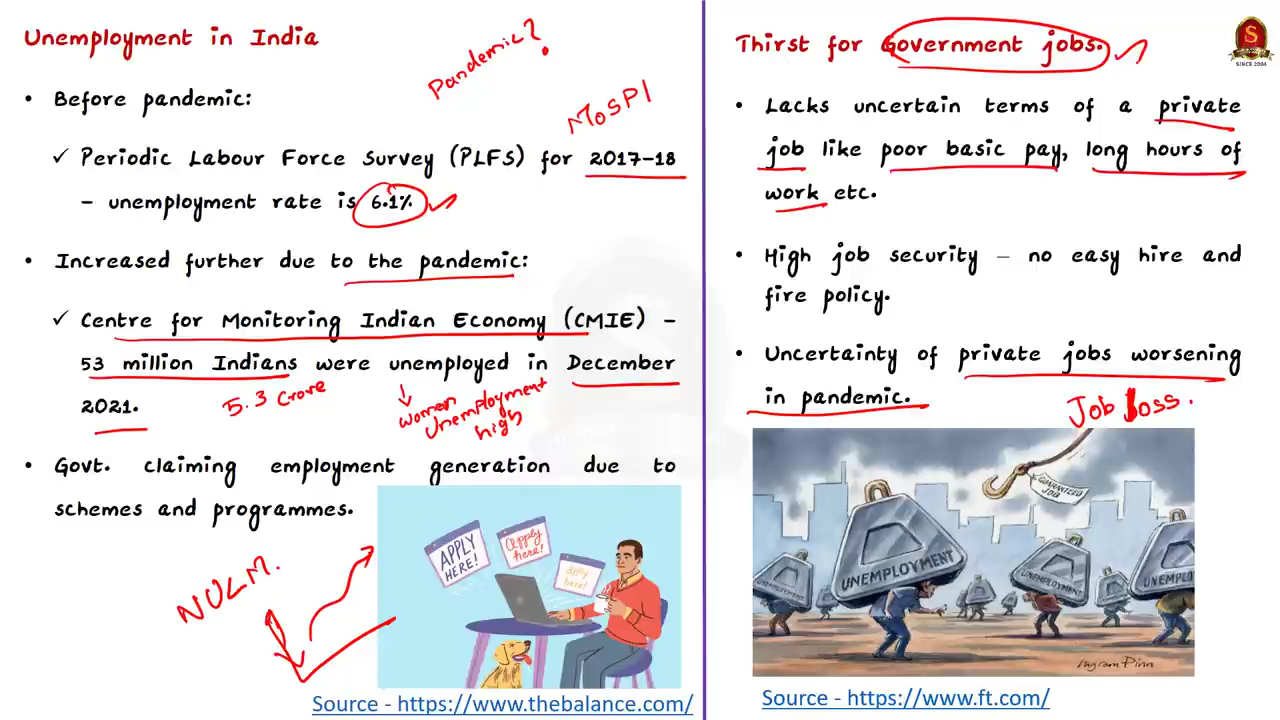 Unemployment in India
Pandemic?
• Before pandemic:
MoSPI
✓ Periodic Labour Force Survey (PLFS) for 2017-18
- unemployment rate is 6.1%
• Increased further due to the pandemic:
✓ Centre for Monitoring Indian Economy (CMIE) -
53 million Indians were unemployed in December
2021.
5.3 Crore
women
Unemployment
high
• Govt. claiming employment generation due to
schemes and programmes.
NULM.
APPLY
HERE!
Apply
here!
Apply
here!
Source - https://www.thebalance.com/
Thirst for Government jobs.
S
SINCE 2004
• Lacks uncertain terms of a private
job like poor basic pay, long hours of
work etc.
• High job security – no easy hire and
fire policy.
• Uncertainty of private jobs worsening
in pandemic.
Job loss.
GUARANTEED
JOB
UNEMPLOYMENT
UNEMPLOYMENT
UNEMPLOYMENT
UNEMPLOY
Ingram Pinn
Source - https://www.ft.com/